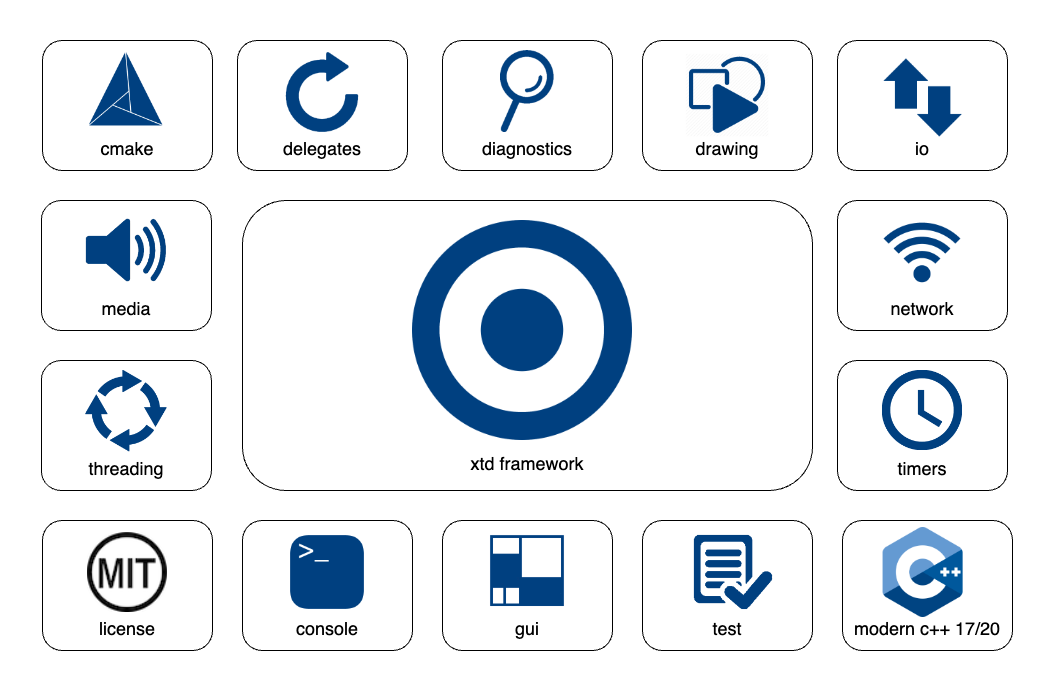 cmake
delegates
diagnostics
drawing
io
media
xtd framework
network
threading
timers
MIT
license
>_
console
gui
test
C++
modern c++ 17/20